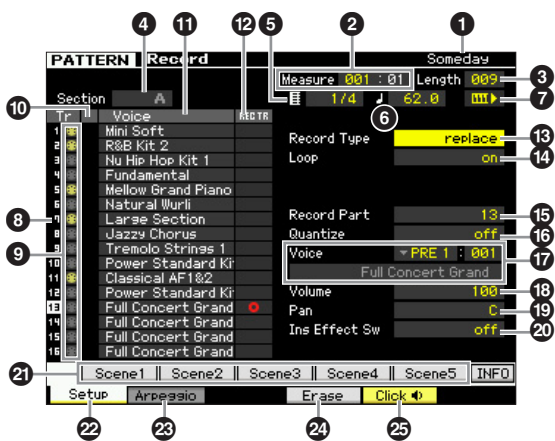 11 12 5 2 1
PATTERN Record Someday
4 Measure 001 : 01 Length 009 3
Section A 1/4 62.0 7
10 6
Tr Voice REC TR
1 Mini Soft
2 R&B Kit 2 Record Type replace 13
3 Nu Hip Hop Kit 1 Loop on 14
4 Fundamental
5 Mellow Grand Piano
6 Natural Wurli
8 7 Large Section Record Part 13 15
8 Jazzy Chorus Quantize off 16
9 9 Tremolo Strings 1 Voice PRE 1 : 001 17
10 Power Standard Ki
11 Classical AF1&2 Full Concert Grand
12 Power Standard Ki Volume 100 18
13 Full Concert Grand Pan C 19
14 Full Concert Grand Ins Effect Sw off 20
15 Full Concert Grand
16 Full Concert Grand
21 Scene1 Scene2 Scene3 Scene4 Scene5 INFO
Setup Arpeggio Erase Click
22 23 24 25